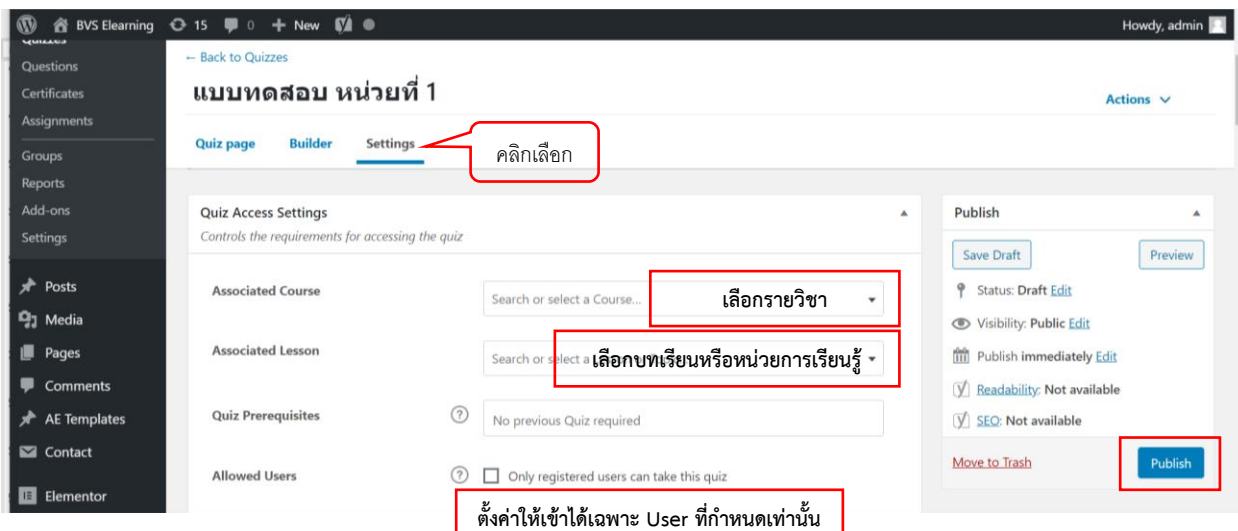 BVS Elearning 15 0 + New Howdy, admin
Quizzes
Questions
Certificates
Assignments
Groups
Reports
Add-ons
Settings
Posts
Media
Pages
Comments
AE Templates
Contact
Elementor
← Back to Quizzes
แบบทดสอบ หน่วยที่ 1
Actions
Quiz page Builder Settings
คลิกเลือก
Quiz Access Settings
Controls the requirements for accessing the quiz
Associated Course
Search or select a Course...
เลือกรายวิชา
Associated Lesson
Search or select a
เลือกบทเรียนหรือหน่วยการเรียนรู้
Quiz Prerequisites
No previous Quiz required
Allowed Users
Only registered users can take this quiz
ตั้งค่าให้เข้าได้เฉพาะ User ที่กำหนดเท่านั้น
Publish
Save Draft Preview
Status: Draft Edit
Visibility: Public Edit
Publish immediately Edit
Readability: Not available
SEO: Not available
Move to Trash Publish